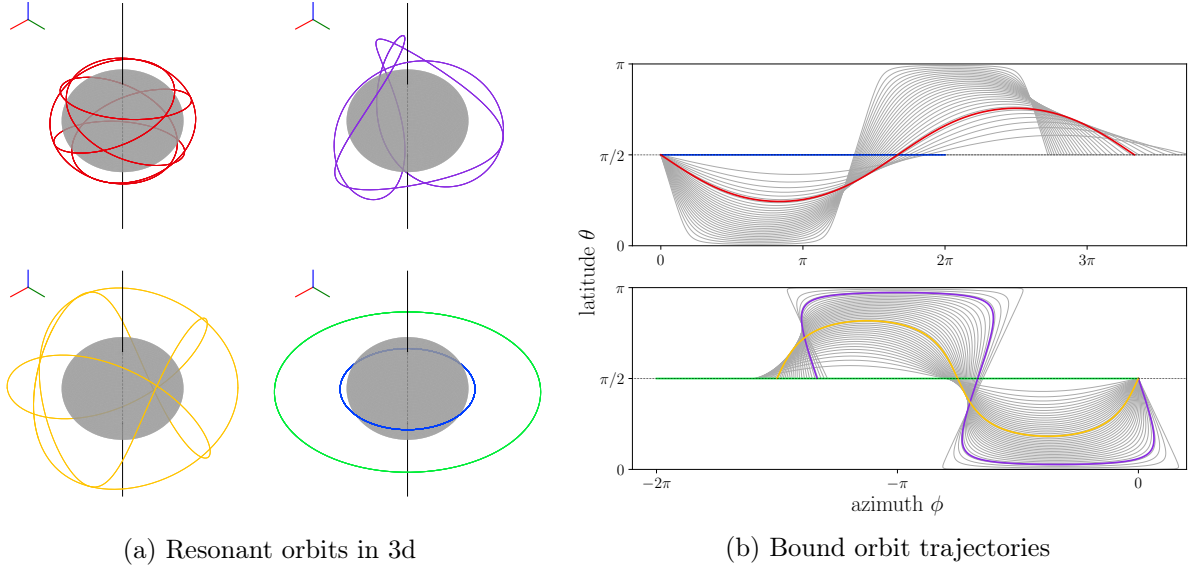 π
π/2
0
0
π
2π
3π
latitude θ
π
π/2
0
−2π
−π
0
azimuth ϕ
(a) Resonant orbits in 3d
(b) Bound orbit trajectories